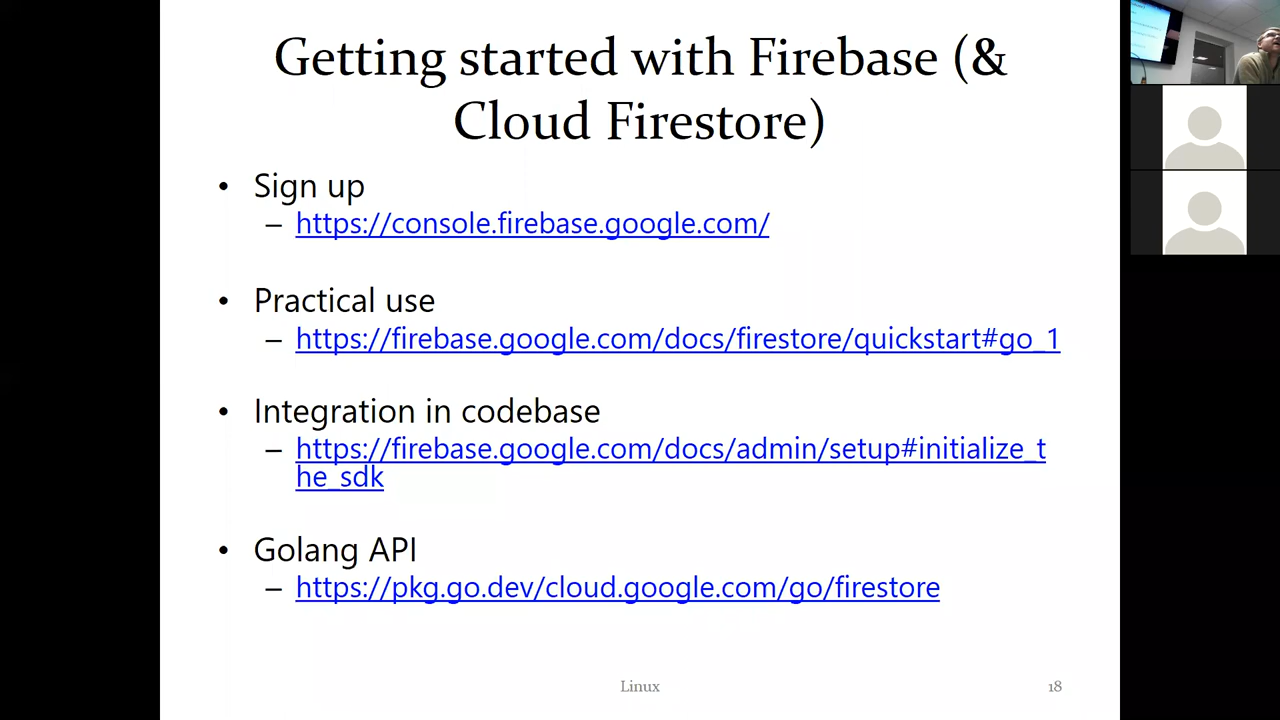 Getting started with Firebase (&
Cloud Firestore)
• Sign up
– https://console.firebase.google.com/
• Practical use
– https://firebase.google.com/docs/firestore/quickstart#go_1
• Integration in codebase
– https://firebase.google.com/docs/admin/setup#initialize_t
he_sdk
• Golang API
– https://pkg.go.dev/cloud.google.com/go/firestore
Linux
18